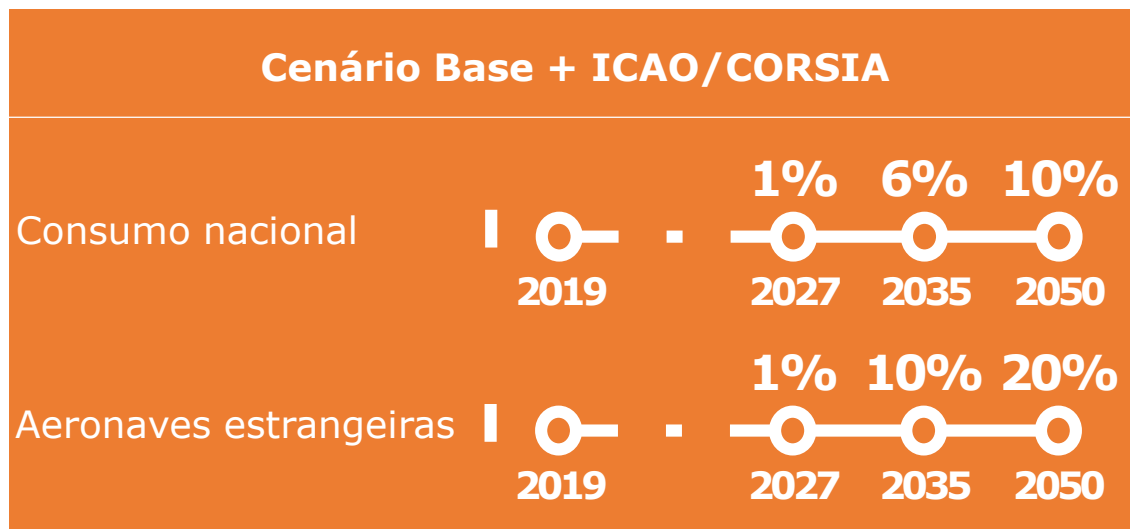 Cenário Base + ICAO/CORSIA
1% 6% 10%
Consumo nacional
2019 2027 2035 2050
1% 10% 20%
Aeronaves estrangeiras
2019 2027 2035 2050